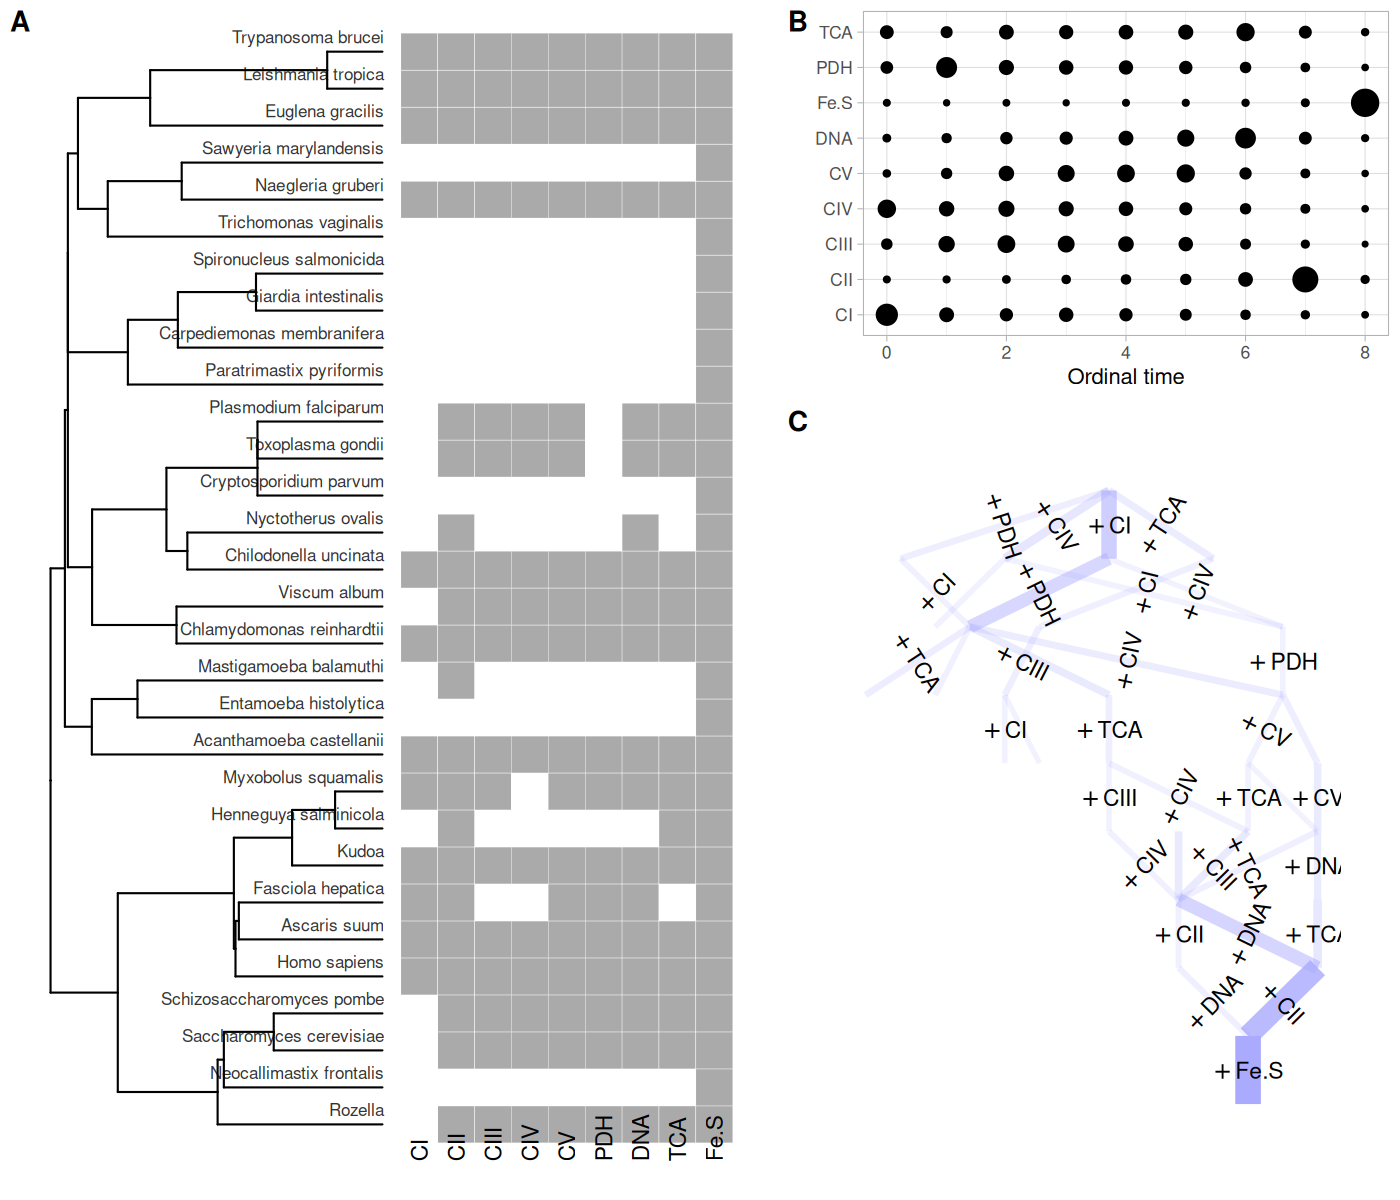 A
Trypanosoma brucei
Leishmania tropica
Euglena gracilis
Sawyeria marylandensis
Naegleria gruberi
Trichomonas vaginalis
Spironucleus salmonicida
Giardia intestinalis
Carpediemonas membranifera
Paratrimastix pyriformis
Plasmodium falciparum
Toxoplasma gondii
Cryptosporidium parvum
Nyctotherus ovalis
Chilodonella uncinata
Viscum album
Chlamydomonas reinhardtii
Mastigamoeba balamuthi
Entamoeba histolytica
Acanthamoeba castellanii
Myxobolus squamalis
Henneguya salminicola
Kudoa
Fasciola hepatica
Ascaris suum
Homo sapiens
Schizosaccharomyces pombe
Saccharomyces cerevisiae
Neocallimastix frontalis
Rozella
CI CII CIII CIV CV PDH DNA TCA Fe.S
B
TCA
PDH
Fe.S
DNA
CV
CIV
CIII
CII
CI
0 2 4 6 8
Ordinal time
C
+ PDH
+ CIV
+ CI
+ TCA
+ CI
+ PDH
+ CI
+ CIV
+ TCA
+ CIII
+ CIV
+ PDH
+ CI
+ TCA
+ CV
+ CIII
+ CIV
+ TCA
+ CV
+ CIV
+ CIII
+ TCA
+ DN
+ CII
+ DNA
+ TC
+ DNA
+ CII
+ Fe.S